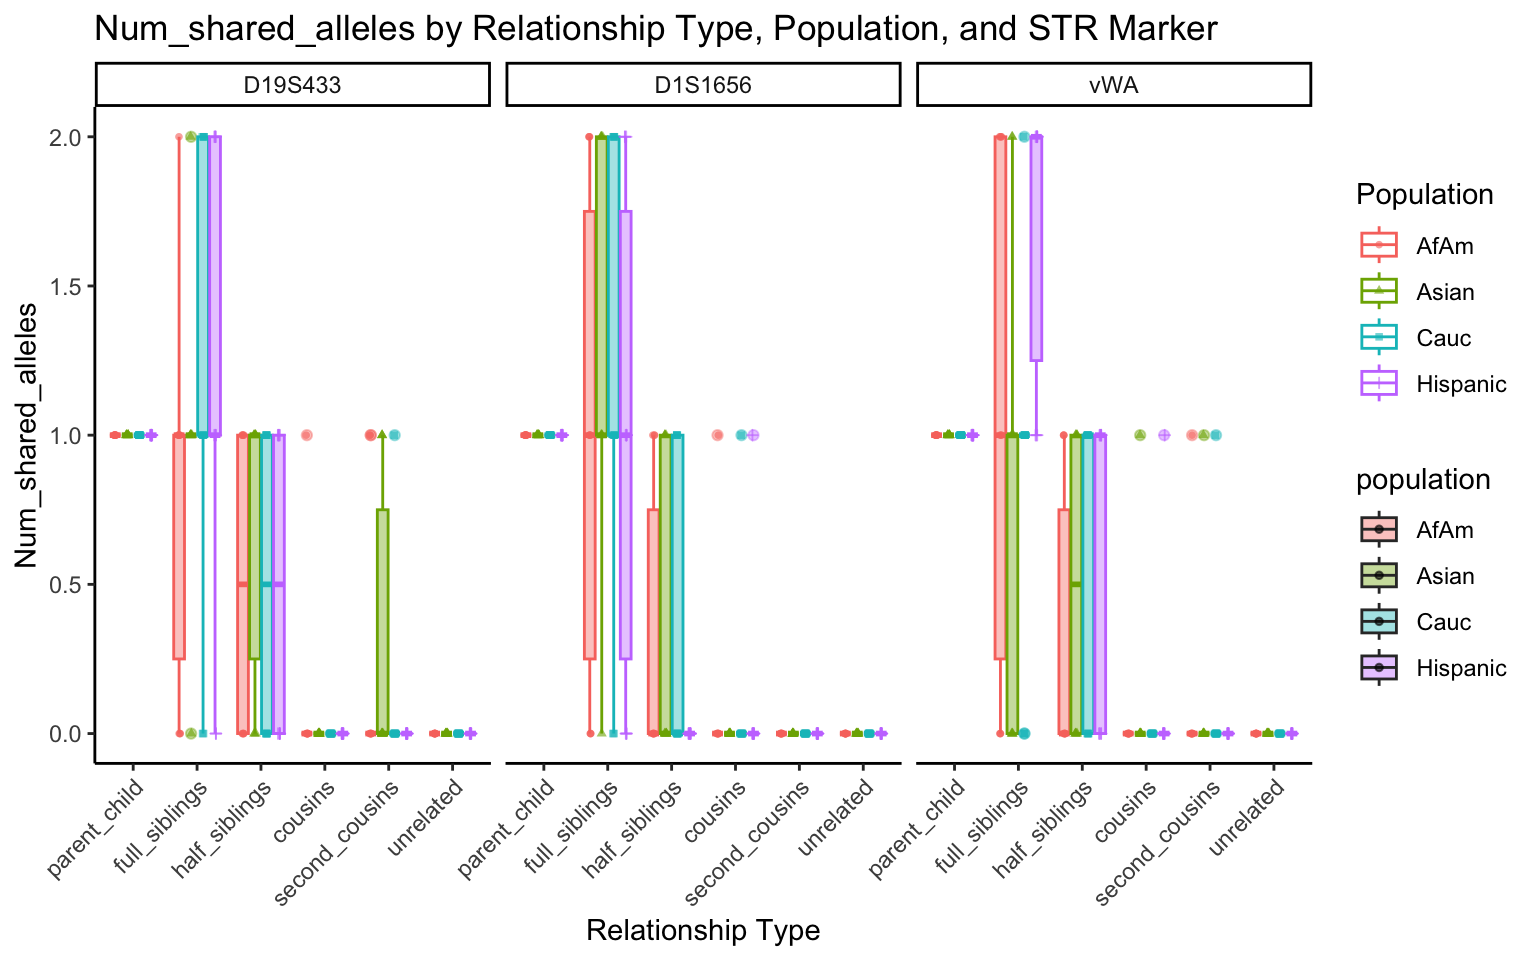 Num_shared_alleles by Relationship Type, Population, and STR Marker
D19S433
D1S1656
vWA
Num_shared_alleles
2.0
1.5
1.0
0.5
0.0
parent_child
full_siblings
half_siblings
cousins
second_cousins
unrelated
parent_child
full_siblings
half_siblings
cousins
second_cousins
unrelated
parent_child
full_siblings
half_siblings
cousins
second_cousins
unrelated
Relationship Type
Population
AfAm
Asian
Cauc
Hispanic
population
AfAm
Asian
Cauc
Hispanic